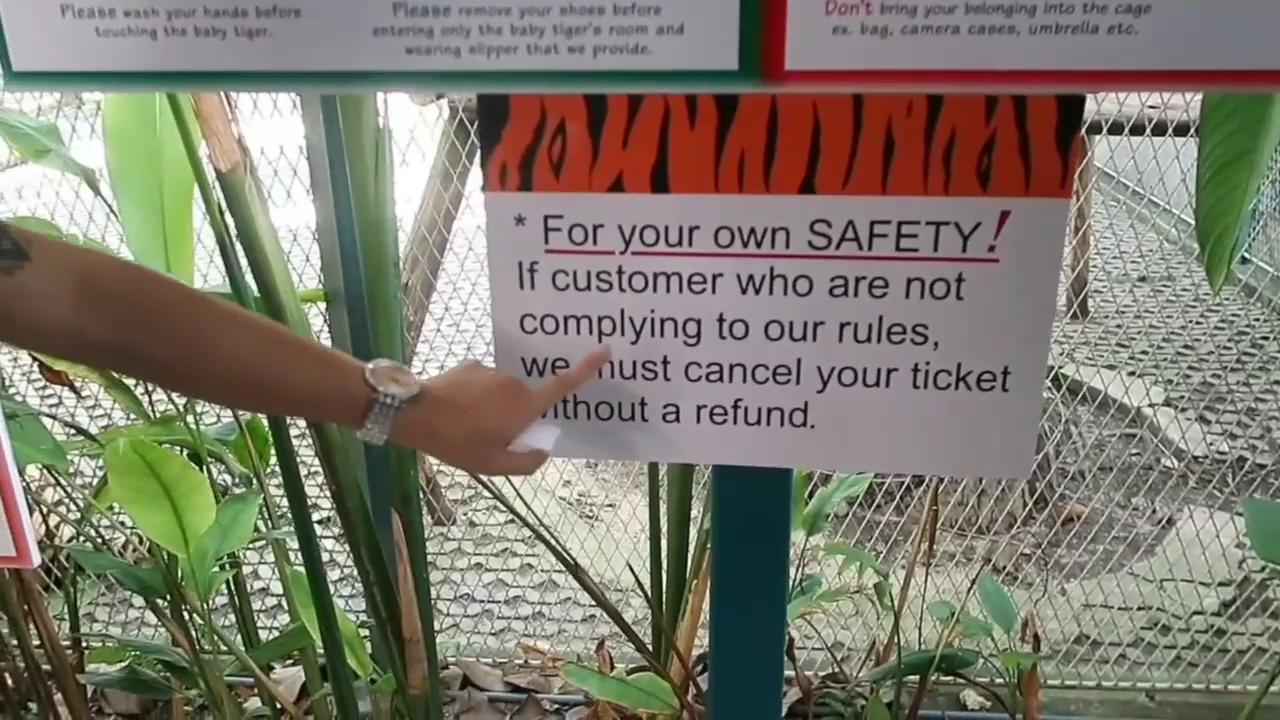 Please wash your hands before
touching the baby tiger.
Please remove your shoes before
entering only the baby tiger's room and
wearing slipper that we provide.
Don't bring your belonging into the cage
ex. bag, camera cases, umbrella etc.
* For your own SAFETY!
If customer who are not
complying to our rules,
we must cancel your ticket
without a refund.